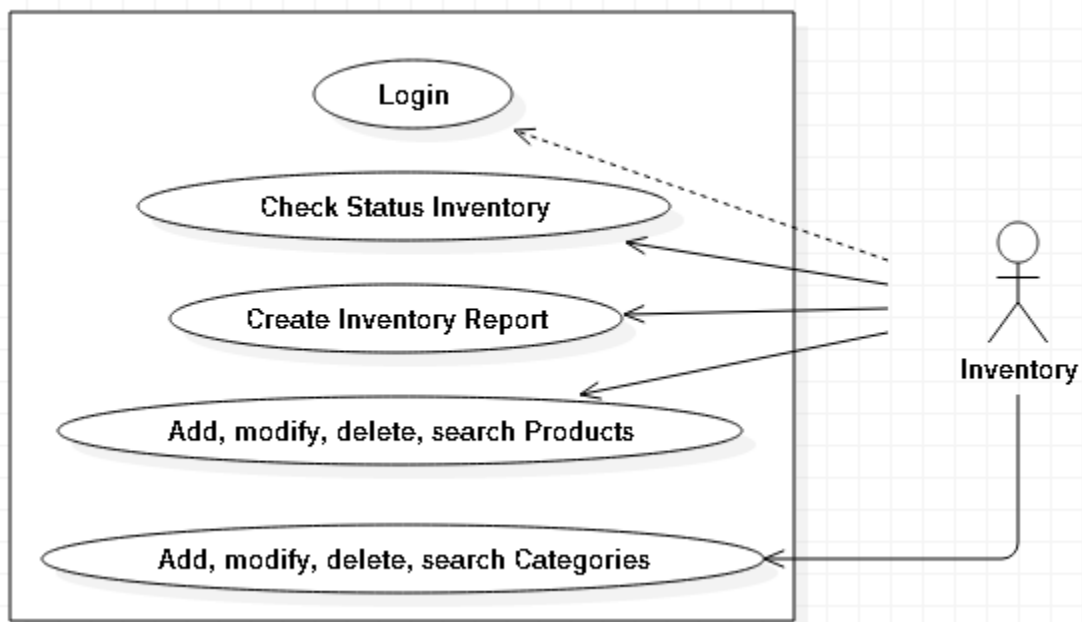 Login
Check Status Inventory
Create Inventory Report
Inventory
Add, modify, delete, search Products
Add, modify, delete, search Categories